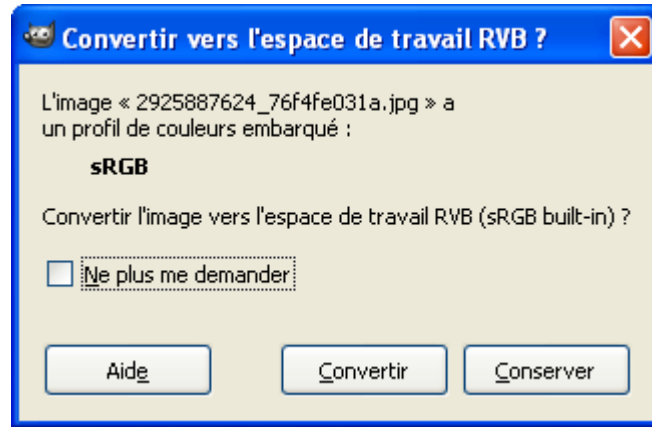 Convertir vers l'espace de travail RVB ?
L'image « 2925887624_76f4fe031a.jpg » a
un profil de couleurs embarqué :
sRGB
Convertir l'image vers l'espace de travail RVB (sRGB built-in) ?
Ne plus me demander
Aide
Convertir
Conserver